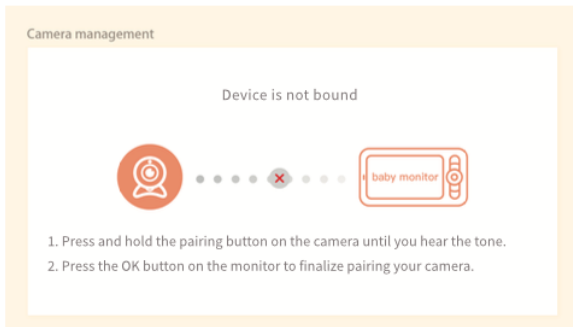 Camera management
Device is not bound
baby monitor
1. Press and hold the pairing button on the camera until you hear the tone.
2. Press the OK button on the monitor to finalize pairing your camera.